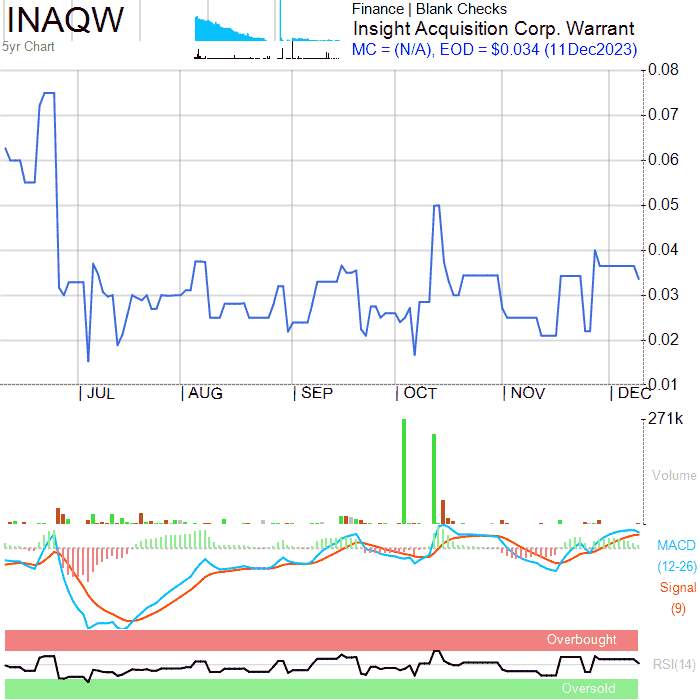 INAQW
5yr Chart
Finance | Blank Checks
Insight Acquisition Corp. Warrant
MC = (N/A), EOD = $0.034 (11Dec2023)
0.08
0.07
0.06
0.05
0.04
0.03
0.02
0.01
| JUL | AUG | SEP | OCT | NOV | DEC
271k
Volume
MACD
(12-26)
Signal
(9)
Overbought
RSI(14)
Oversold